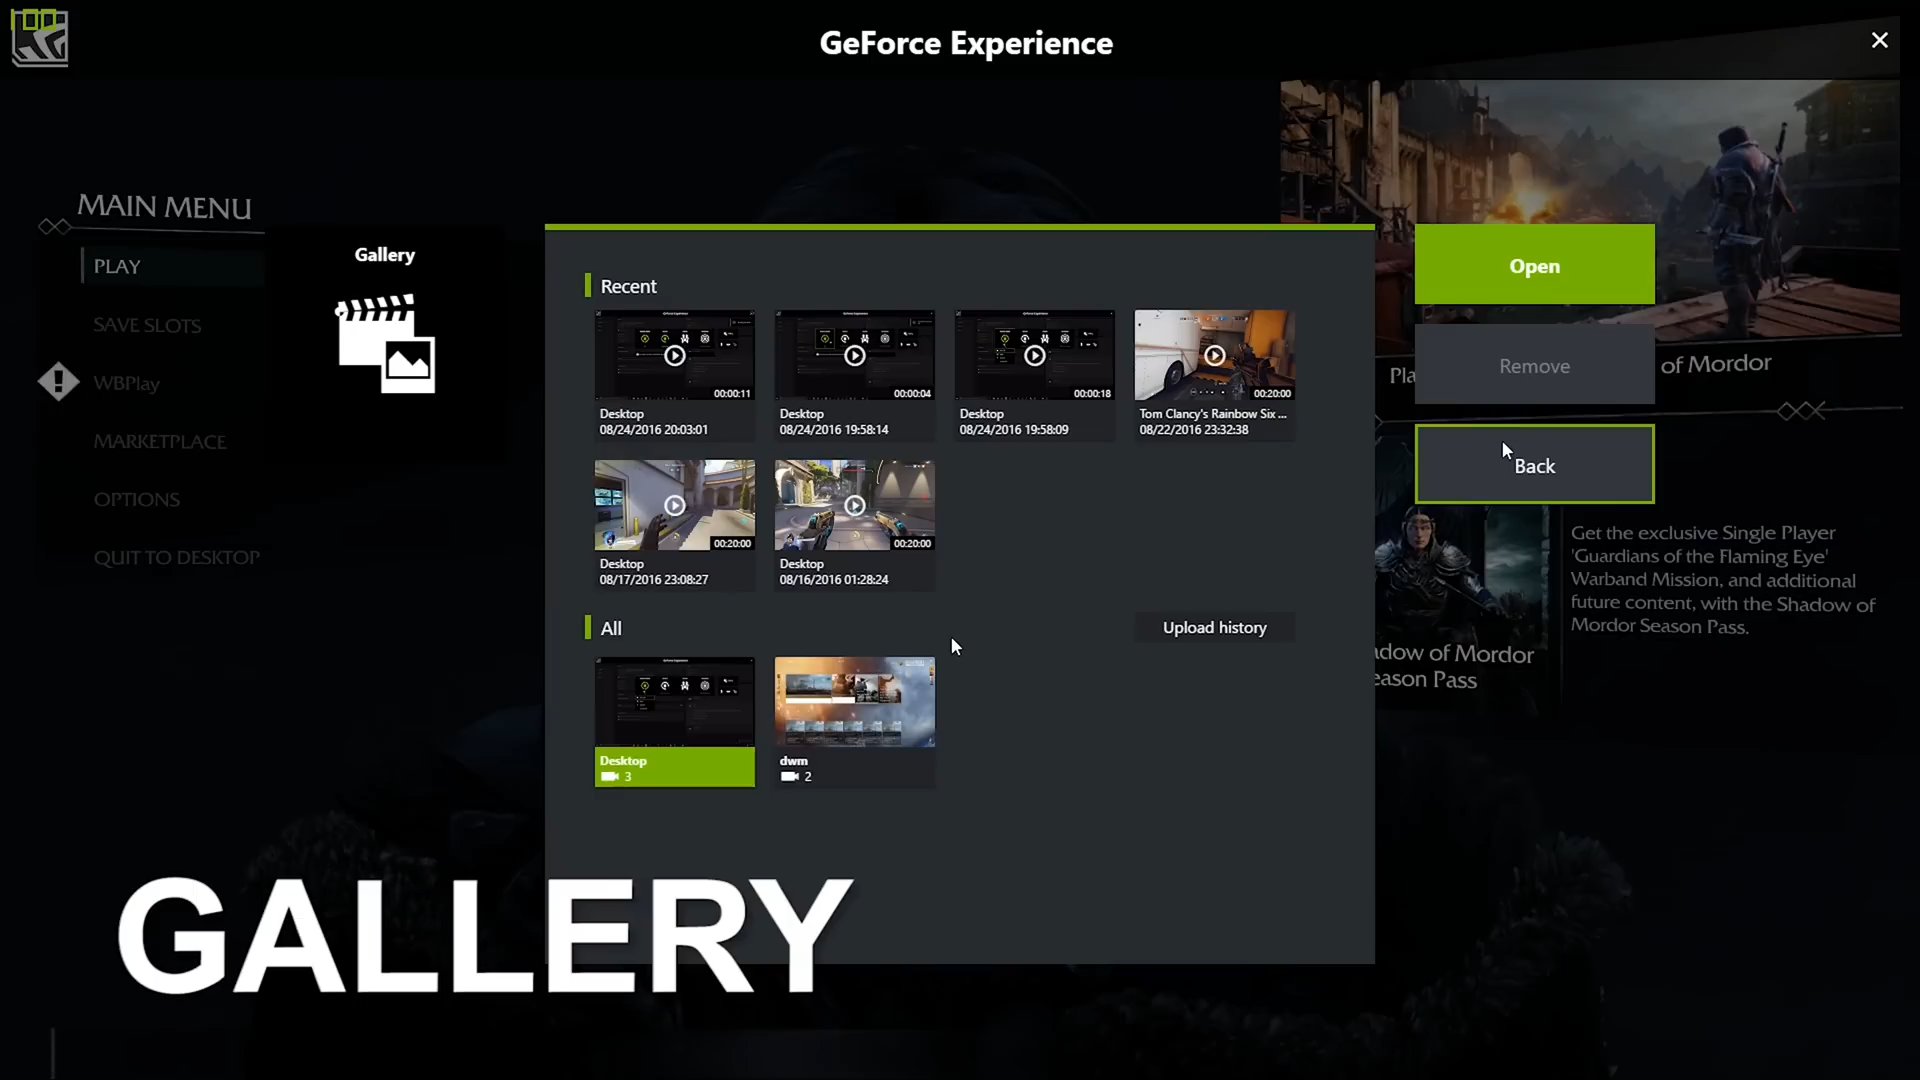 100
GeForce Experience
MAIN MENU
PLAY
SAVE SLOTS
WBPlay
MARKETPLACE
OPTIONS
QUIT TO DESKTOP
Gallery
Recent
00:00:11
Desktop
08/24/2016 20:03:01
00:00:04
Desktop
08/24/2016 19:58:14
00:00:18
Desktop
08/24/2016 19:58:09
00:20:00
Tom Clancy's Rainbow Six ...
08/22/2016 23:32:38
00:20:00
Desktop
08/17/2016 23:08:27
00:20:00
Desktop
08/16/2016 01:28:24
All
Upload history
Desktop
3
dwm
2
Open
Remove
Back
of Mordor
Get the exclusive Single Player
'Guardians of the Flaming Eye'
Warband Mission, and additional
future content, with the Shadow of
Mordor Season Pass.
of Mordor
Pass
GALLERY